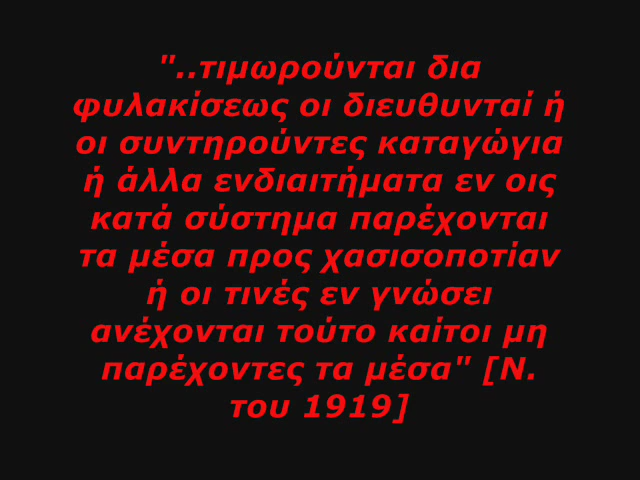 "..τιμωρούνται δια
φυλακίσεως οι διευθυνταί ή
οι συντηρούντες καταγώγια
ή άλλα ενδιαιτήματα εν οις
κατά σύστημα παρέχονται
τα μέσα προς χασισοποτίαν
ή οι τινές εν γνώσει
ανέχονται τούτο καίτοι μη
παρέχοντες τα μέσα" [Ν.
του 1919]